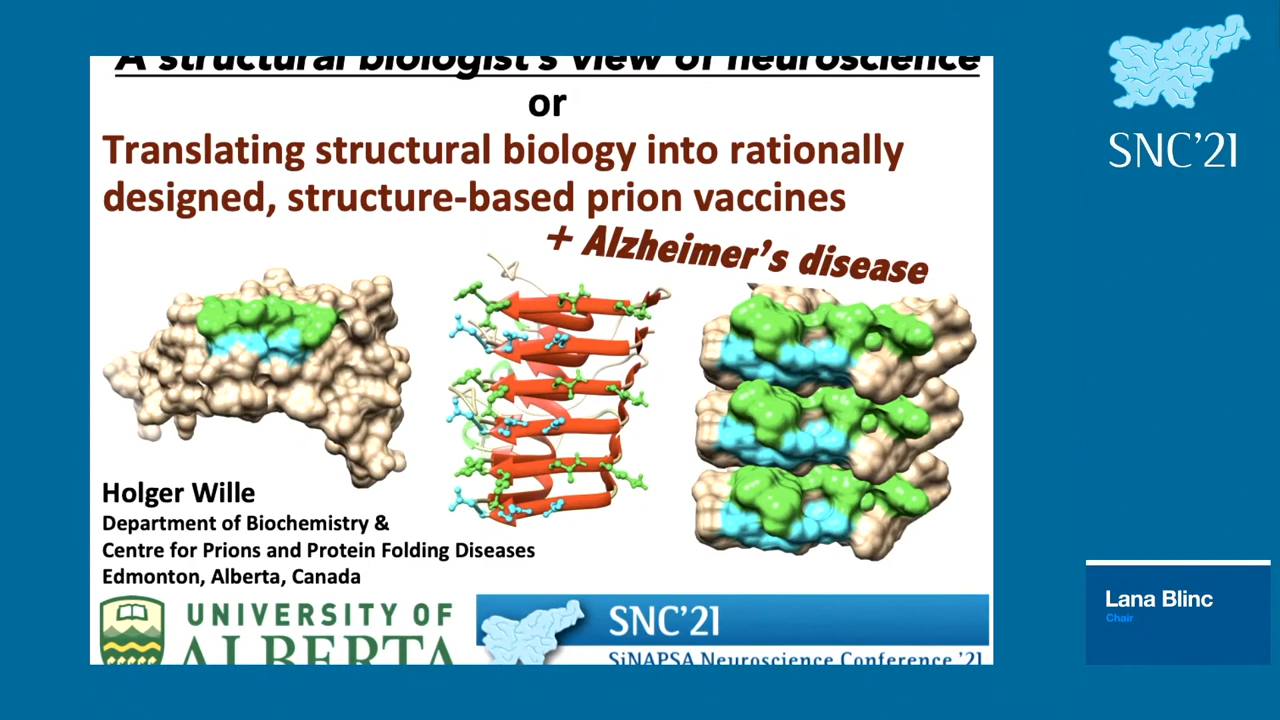 A structural biologist's view of neuroscience
or
Translating structural biology into rationally
designed, structure-based prion vaccines
+ Alzheimer's disease
Holger Wille
Department of Biochemistry &
Centre for Prions and Protein Folding Diseases
Edmonton, Alberta, Canada
UNIVERSITY OF
ALBERTA
SNC'21
SiNAPSA Neuroscience Conference '21
SNC'21
Lana Blinc
Chair